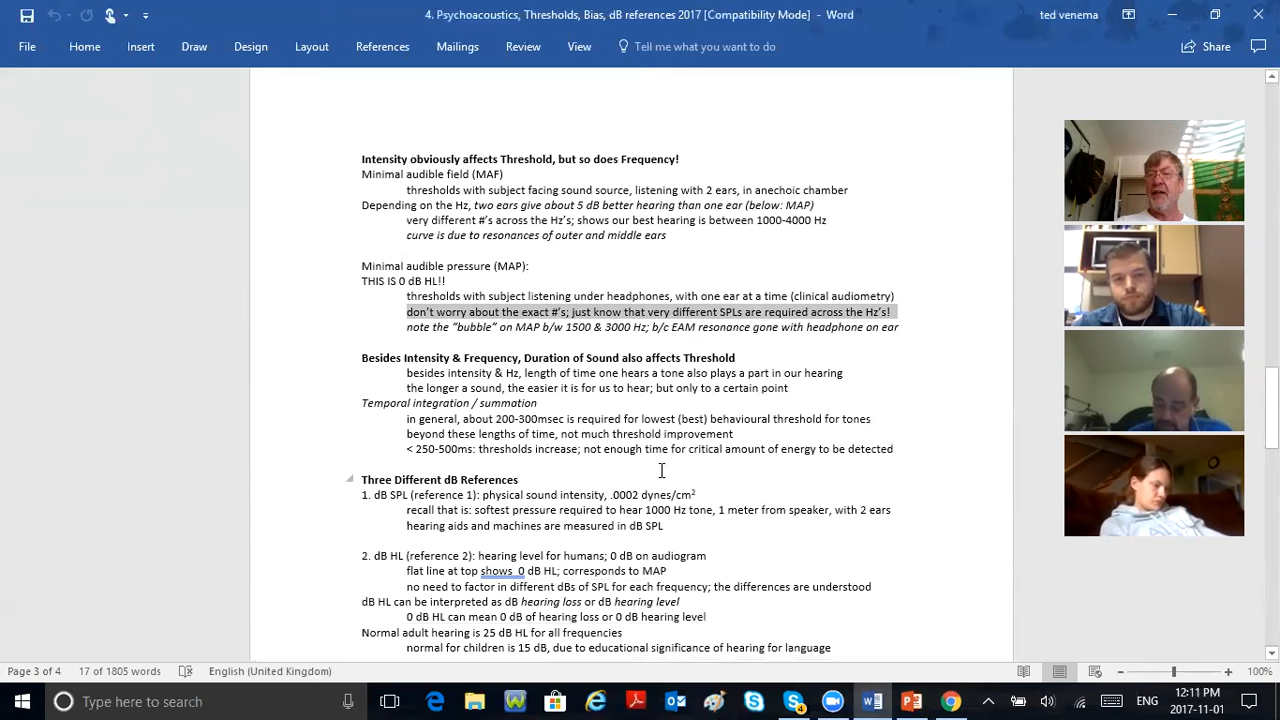 4. Psychoacoustics, Thresholds, Bias, dB references 2017 [Compatibility Mode] - Word
ted venema
File Home Insert Draw Design Layout References Mailings Review View Tell me what you want to do Share
Intensity obviously affects Threshold, but so does Frequency!
Minimal audible field (MAF)
thresholds with subject facing sound source, listening with 2 ears, in anechoic chamber
Depending on the Hz, two ears give about 5 dB better hearing than one ear (below: MAP)
very different #'s across the Hz's; shows our best hearing is between 1000-4000 Hz
curve is due to resonances of outer and middle ears
Minimal audible pressure (MAP):
THIS IS 0 dB HL!!
thresholds with subject listening under headphones, with one ear at a time (clinical audiometry)
don't worry about the exact #'s; just know that very different SPLs are required across the Hz's!
note the "bubble" on MAP b/w 1500 & 3000 Hz; b/c EAM resonance gone with headphone on ear
Besides Intensity & Frequency, Duration of Sound also affects Threshold
besides intensity & Hz, length of time one hears a tone also plays a part in our hearing
the longer a sound, the easier it is for us to hear; but only to a certain point
Temporal integration / summation
in general, about 200-300msec is required for lowest (best) behavioural threshold for tones
beyond these lengths of time, not much threshold improvement
< 250-500ms: thresholds increase; not enough time for critical amount of energy to be detected
Three Different dB References
1. dB SPL (reference 1): physical sound intensity, .0002 dynes/cm²
recall that is: softest pressure required to hear 1000 Hz tone, 1 meter from speaker, with 2 ears
hearing aids and machines are measured in dB SPL
2. dB HL (reference 2): hearing level for humans; 0 dB on audiogram
flat line at top shows 0 dB HL; corresponds to MAP
no need to factor in different dBs of SPL for each frequency; the differences are understood
dB HL can be interpreted as dB hearing loss or dB hearing level
0 dB HL can mean 0 dB of hearing loss or 0 dB hearing level
Normal adult hearing is 25 dB HL for all frequencies
normal for children is 15 dB, due to educational significance of hearing for language
Page 3 of 4 17 of 1805 words English (United Kingdom) 100%
Type here to search
ENG
12:11 PM
2017-11-01